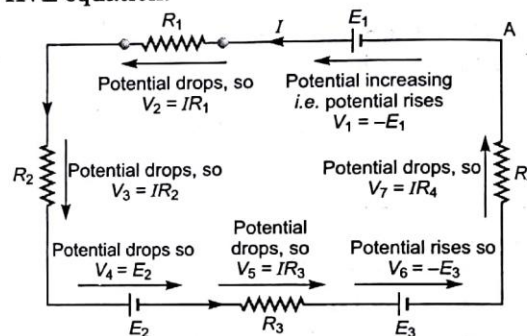 KVL equation.
R₁
I
E₁
A
Potential drops, so
V₂ = IR₁
Potential increasing
i.e. potential rises
V₁ = –E₁
R₂
Potential drops, so
V₃ = IR₂
Potential drops, so
V₇ = IR₄
R
Potential drops so
V₄ = E₂
Potential
drops, so
V₅ = IR₃
Potential rises so
V₆ = –E₃
E₂
R₃
E₃